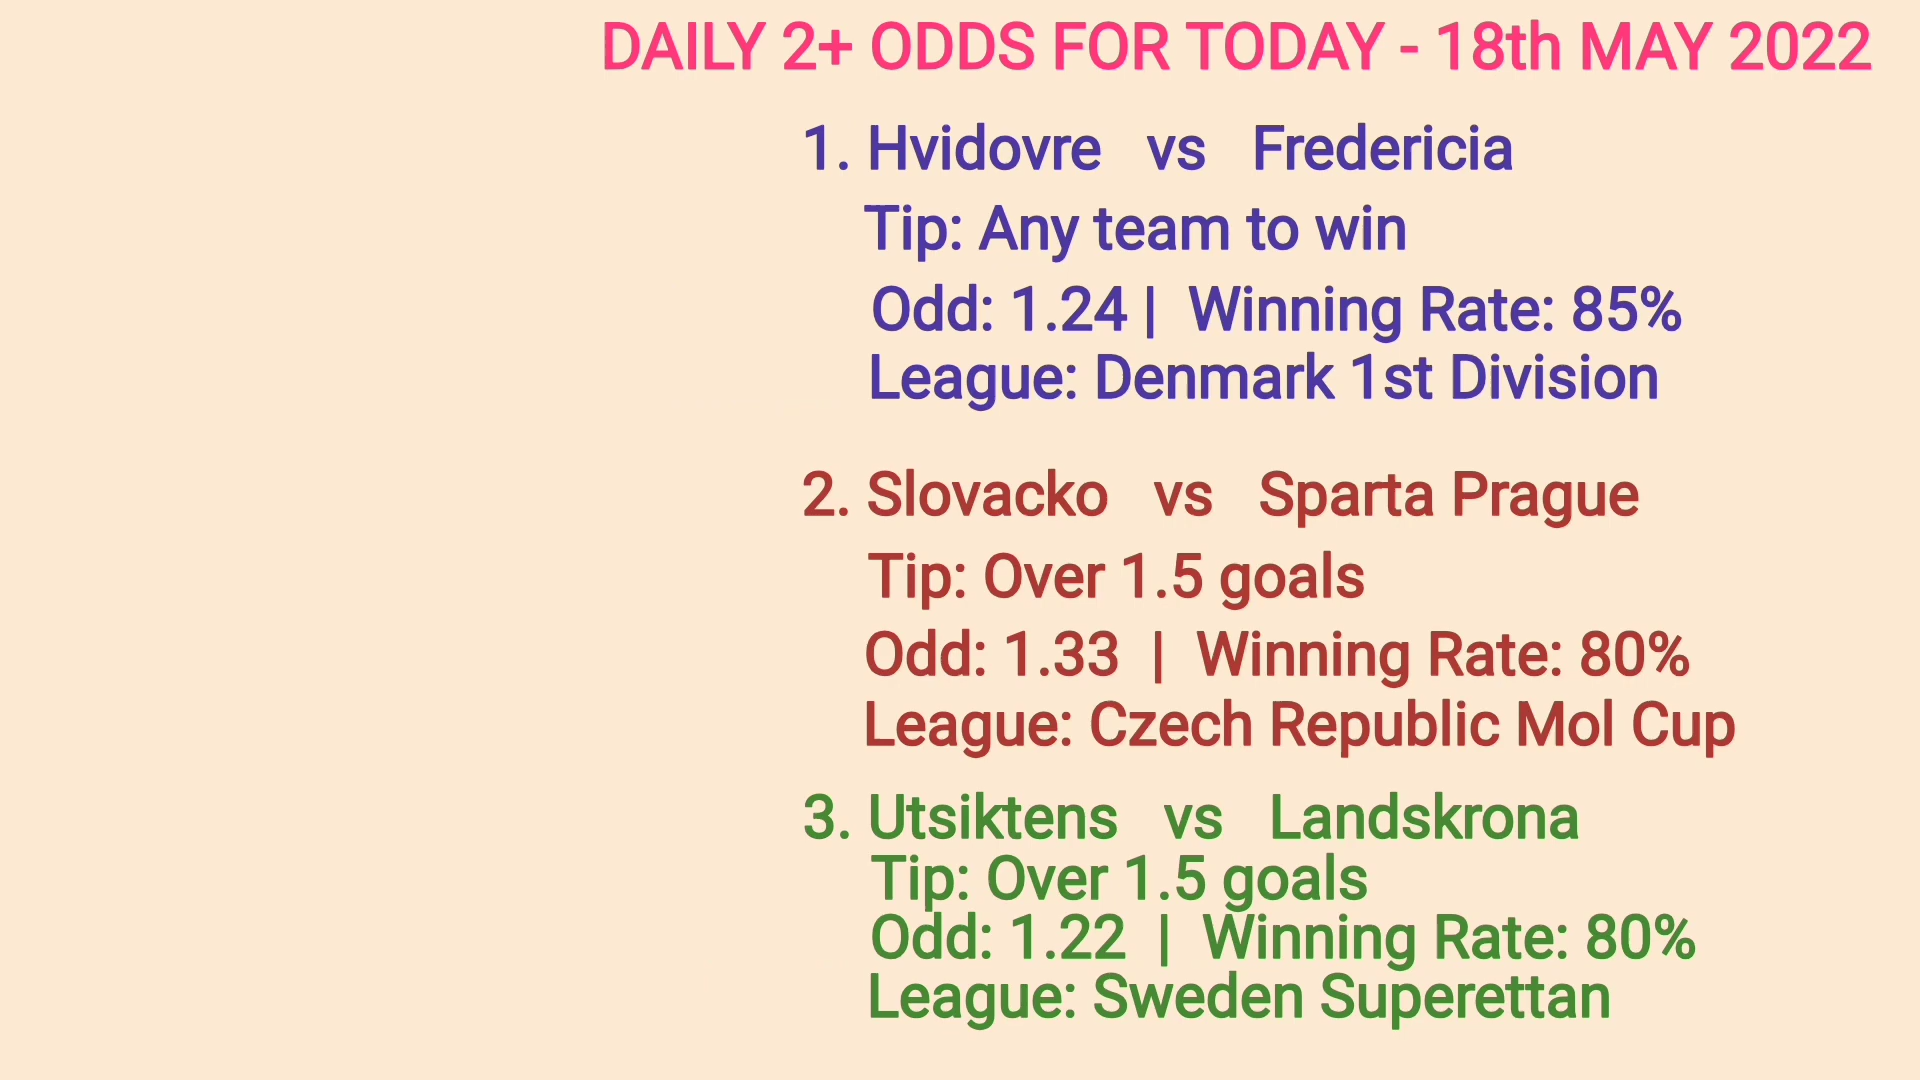 DAILY 2+ ODDS FOR TODAY - 18th MAY 2022
1. Hvidovre vs Fredericia
Tip: Any team to win
Odd: 1.24 | Winning Rate: 85%
League: Denmark 1st Division
2. Slovacko vs Sparta Prague
Tip: Over 1.5 goals
Odd: 1.33 | Winning Rate: 80%
League: Czech Republic Mol Cup
3. Utsiktens vs Landskrona
Tip: Over 1.5 goals
Odd: 1.22 | Winning Rate: 80%
League: Sweden Superettan